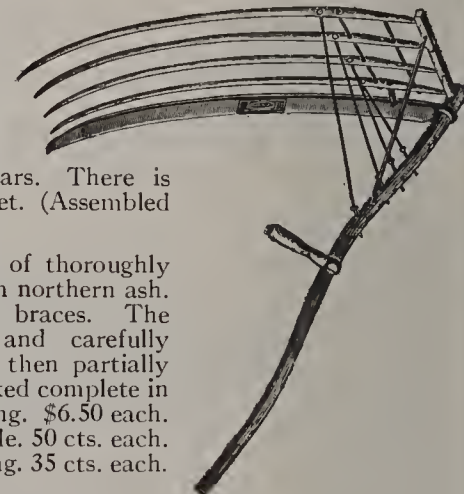 ars. There is
et. (Assembled
of thoroughly
n northern ash.
braces. The
and carefully
then partially
ked complete in
ng. $6.50 each.
le. 50 cts. each.
ng. 35 cts. each.